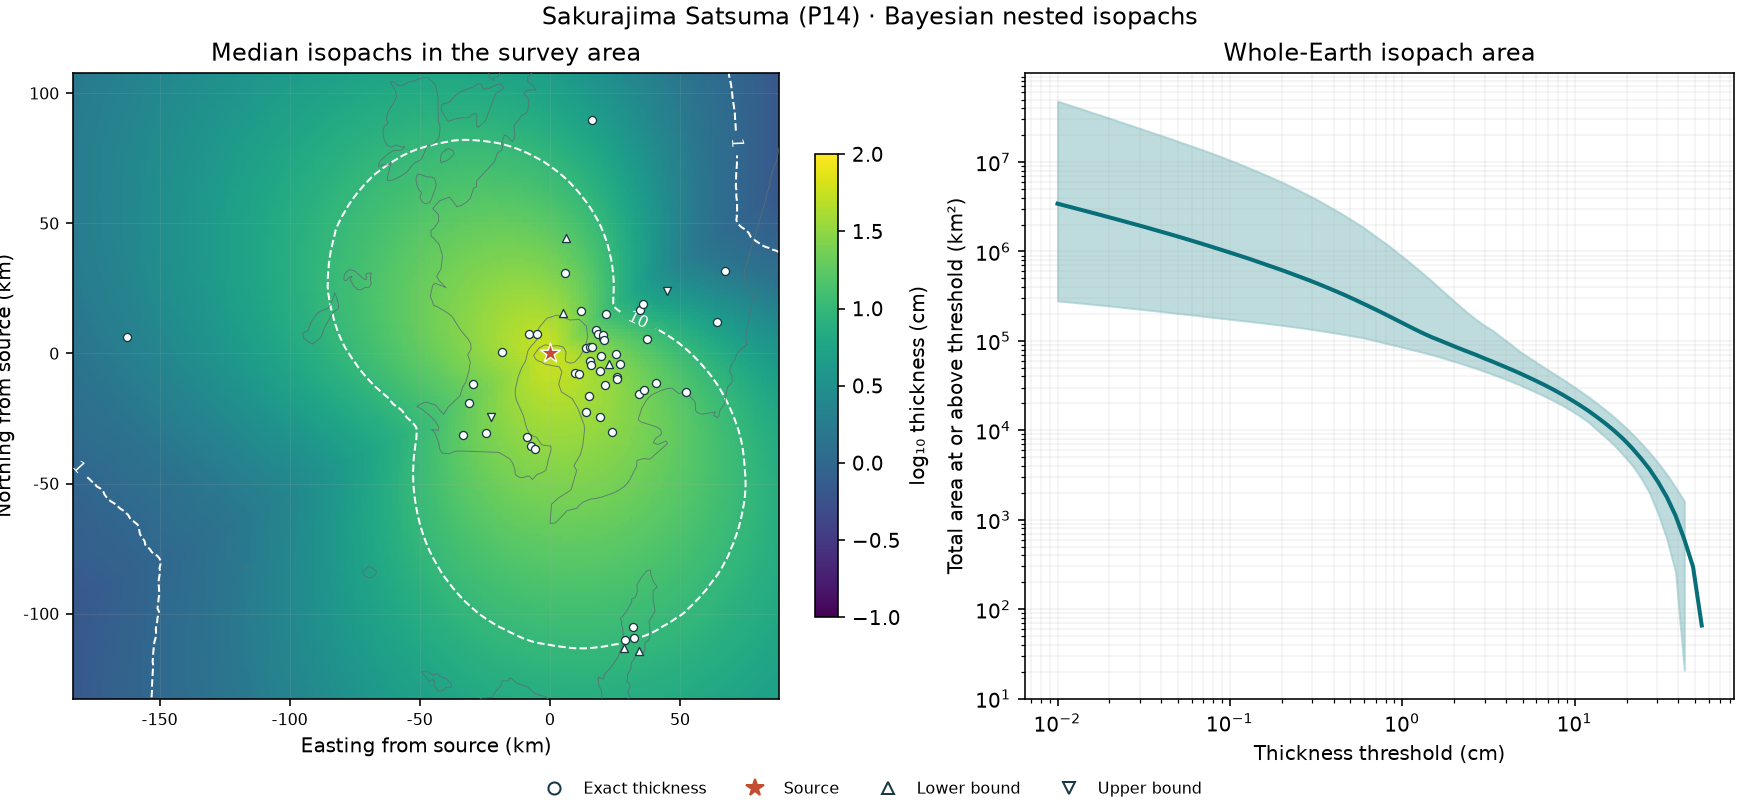 Sakurajima Satsuma (P14) · Bayesian nested isopachs
Median isopachs in the survey area
Whole-Earth isopach area
Northing from source (km)
100
50
0
-50
-100
-150
-100
-50
0
50
Easting from source (km)
1
10
1
2.0
1.5
1.0
0.5
0.0
−0.5
−1.0
log₁₀ thickness (cm)
Total area at or above threshold (km²)
10⁷
10⁶
10⁵
10⁴
10³
10²
10¹
10⁻²
10⁻¹
10⁰
10¹
Thickness threshold (cm)
Exact thickness
Source
Lower bound
Upper bound